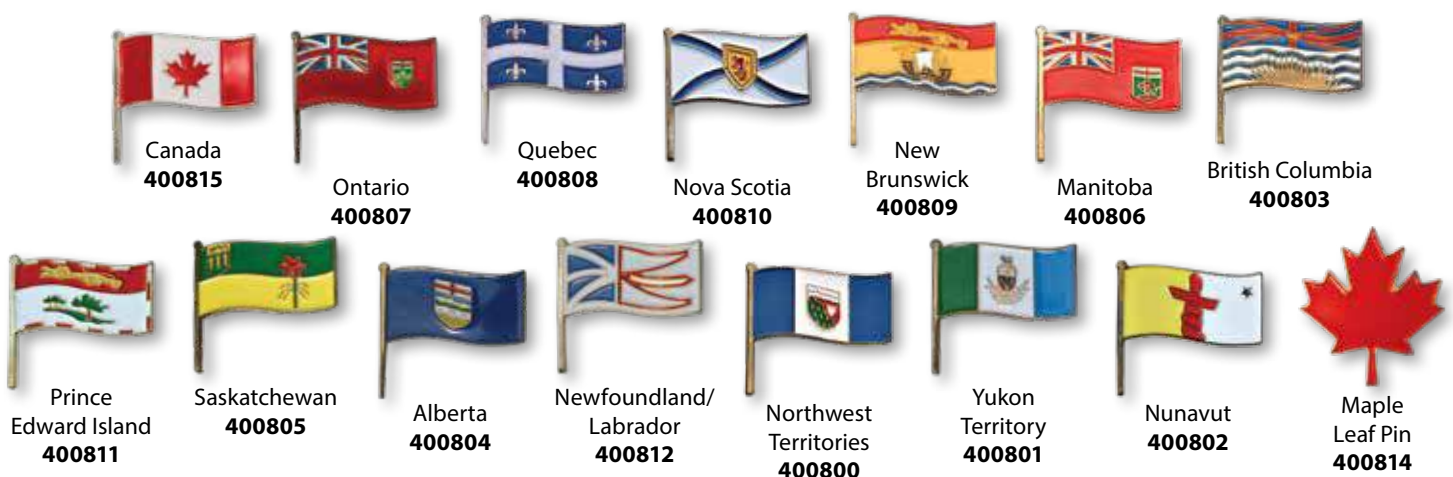 Canada
400815
Ontario
400807
Quebec
400808
Nova Scotia
400810
New
Brunswick
400809
Manitoba
400806
British Columbia
400803
Prince
Edward Island
400811
Saskatchewan
400805
Alberta
400804
Newfoundland/
Labrador
400812
Northwest
Territories
400800
Yukon
Territory
400801
Nunavut
400802
Maple
Leaf Pin
400814